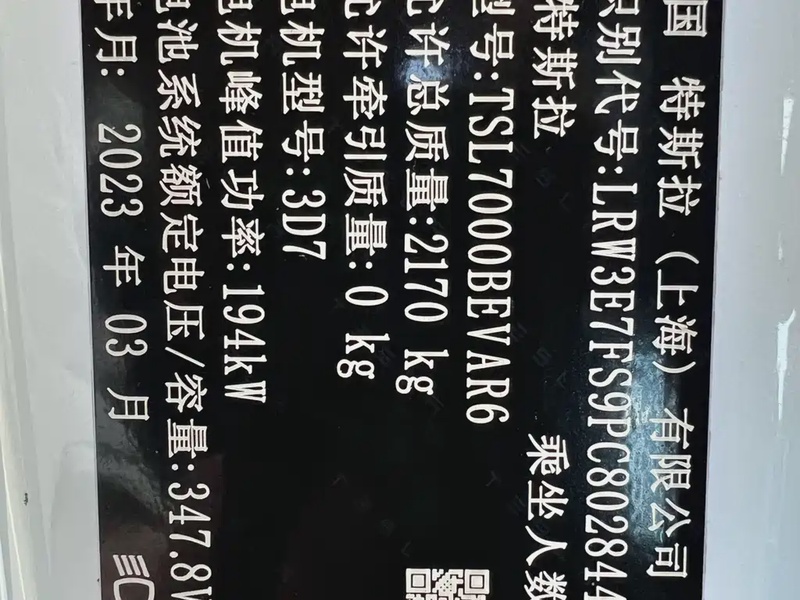 国 特斯拉（上海）有限公司
识别代号:LRW3E7FS9PC802844
特斯拉 乘坐人数
型号:TSL7000BEVAR6
允许总质量:2170 kg
允许牵引质量: 0 kg
电机型号:3D7
电机峰值功率:194kW
电池系统额定电压/容量:347.8V
年月: 2023 年 03 月